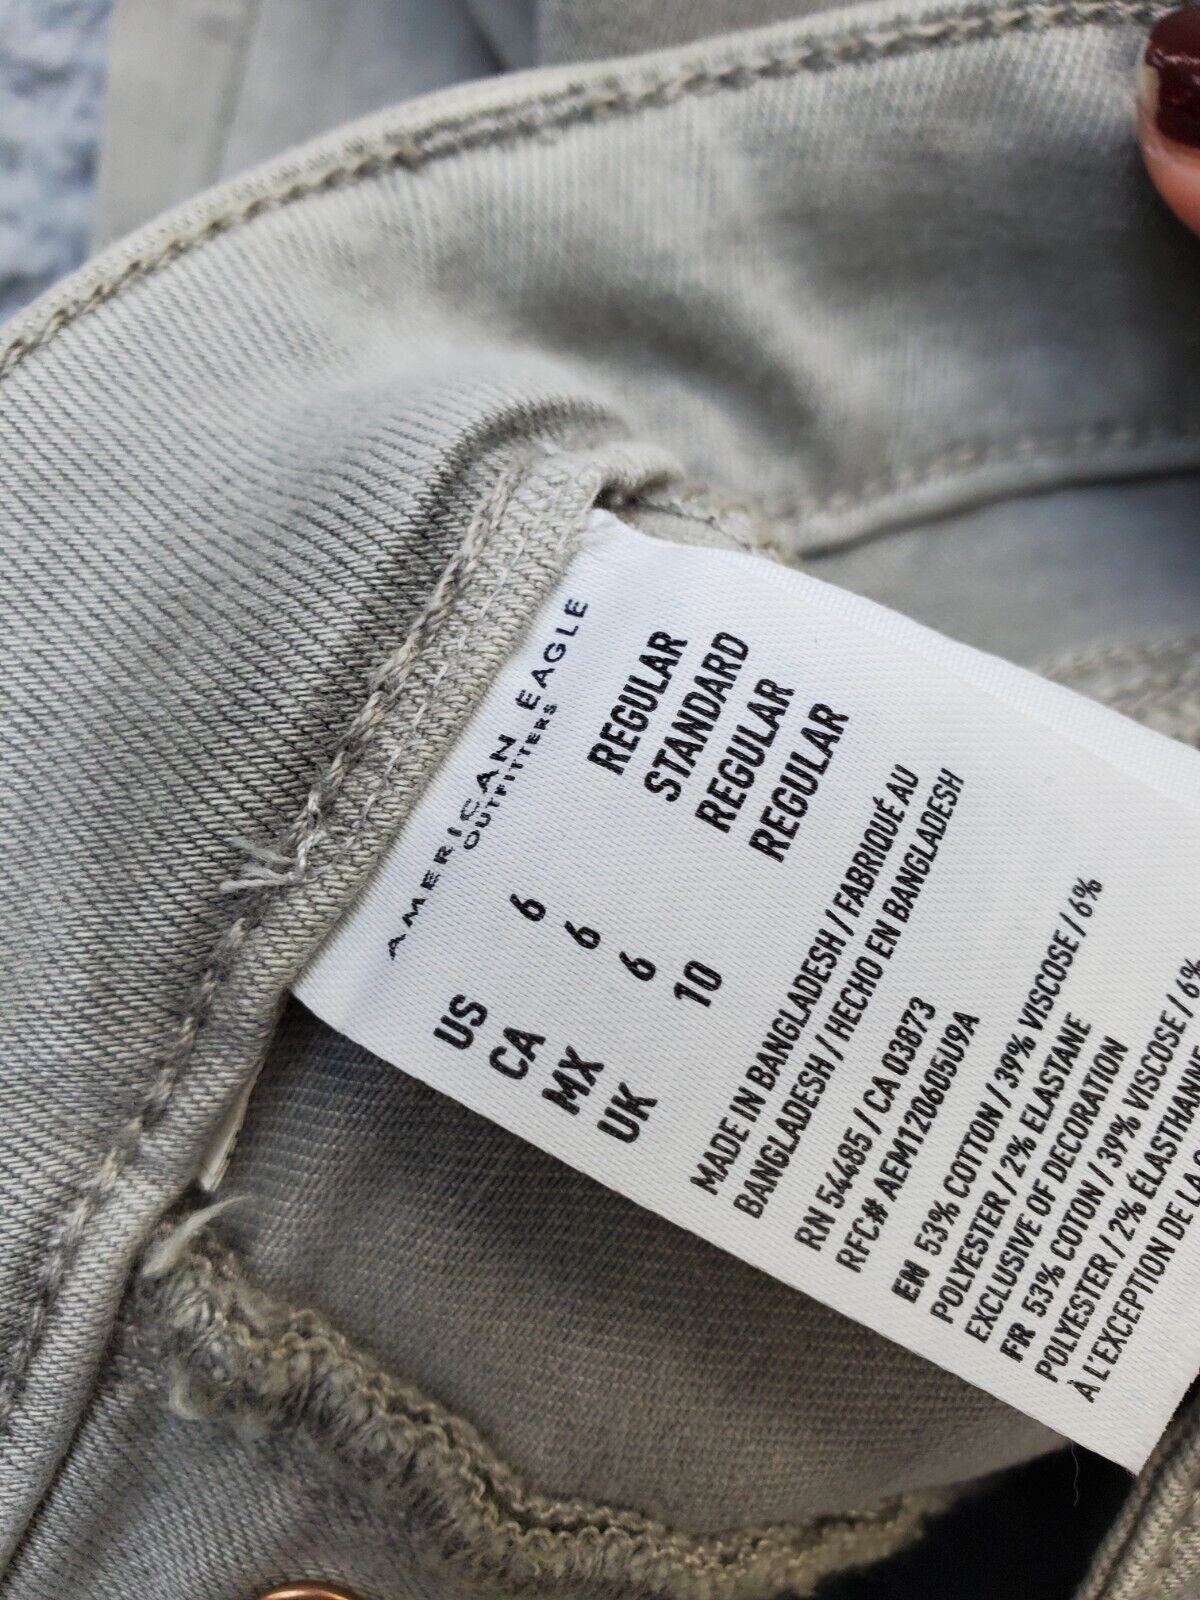 AMERICAN EAGLE
OUTFITTERS
US 6 REGULAR
CA 6 STANDARD
MX 6 REGULAR
UK 10 REGULAR
MADE IN BANGLADESH / FABRIQUÉ AU
BANGLADESH / HECHO EN BANGLADESH
RN 54485 / CA 03873
RFC# AEM120605U9A
EN 53% COTTON / 39% VISCOSE / 6%
POLYESTER / 2% ELASTANE
EXCLUSIVE OF DECORATION
FR 53% COTON / 39% VISCOSE / 6%
POLYESTER / 2% ÉLASTHANNE
À L'EXCEPTION DE LA